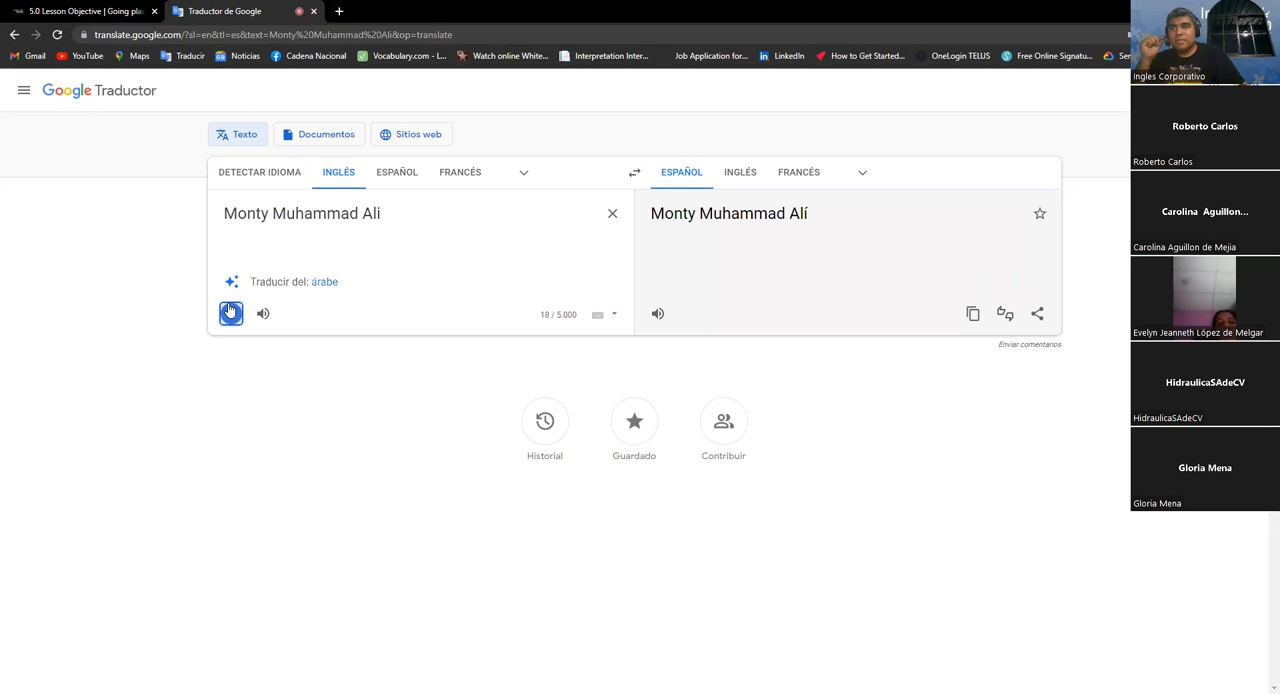 5.0 Lesson Objective | Going plac
Traductor de Google
translate.google.com/?sl=en&tl=es&text=Monty%20Muhammad%20Ali&op=translate
Gmail
YouTube
Maps
Traducir
Noticias
Cadena Nacional
Vocabulary.com - L...
Watch online White...
Interpretation Inter...
Job Application for...
LinkedIn
How to Get Started...
OneLogin TELUS
Free Online Signatu...
Ser
Google Traductor
Texto
Documentos
Sitios web
DETECTAR IDIOMA
INGLÉS
ESPAÑOL
FRANCÉS
ESPAÑOL
INGLÉS
FRANCÉS
Monty Muhammad Ali
Monty Muhammad Alí
Traducir del: árabe
18 / 5.000
Enviar comentarios
Historial
Guardado
Contribuir
Ingles Corporativo
Roberto Carlos
Roberto Carlos
Carolina Aguillon...
Carolina Aguillon de Mejia
Evelyn Jeanneth López de Melgar
HidraulicaSAdeCV
HidraulicaSAdeCV
Gloria Mena
Gloria Mena